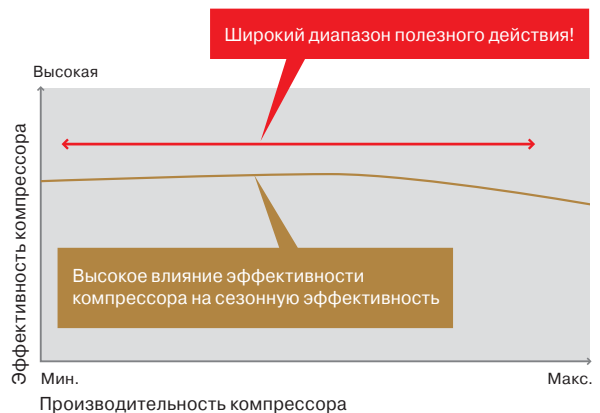 Широкий диапазон полезного действия!
Высокая
Эффективность компрессора
Высокое влияние эффективности
компрессора на сезонную эффективность
Мин.
Макс.
Производительность компрессора